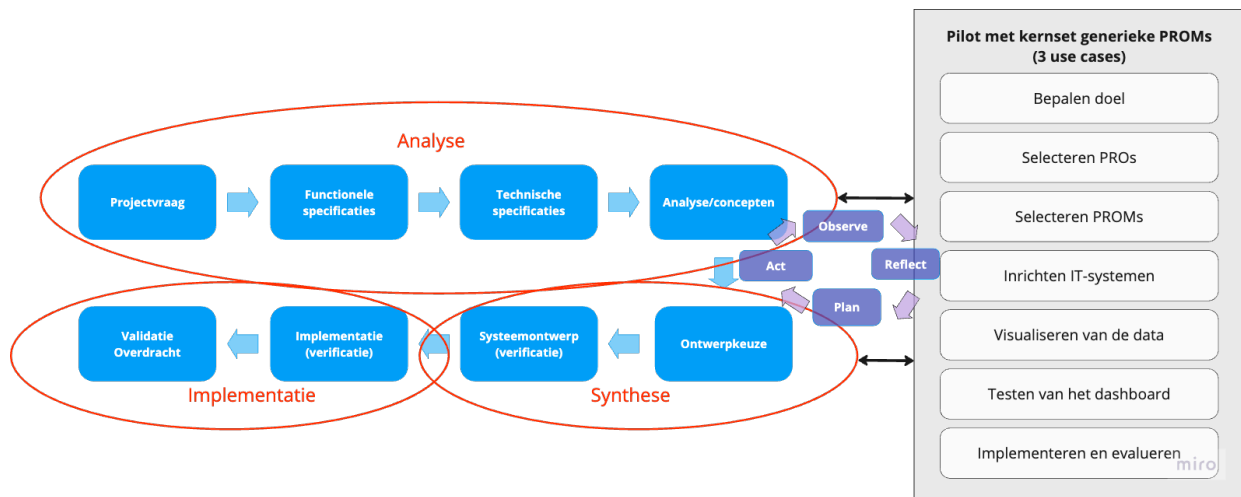 Pilot met kernset generieke PROMs
(3 use cases)
Bepalen doel
Selecteren PROs
Selecteren PROMs
Inrichten IT-systemen
Visualiseren van de data
Testen van het dashboard
Implementeren en evalueren
miro
Analyse
Projectvraag
Functionele
specificaties
Technische
specificaties
Analyse/concepten
Observe
Reflect
Plan
Act
Validatie
Overdracht
Implementatie
(verificatie)
Systeemontwerp
(verificatie)
Ontwerpkeuze
Implementatie
Synthese